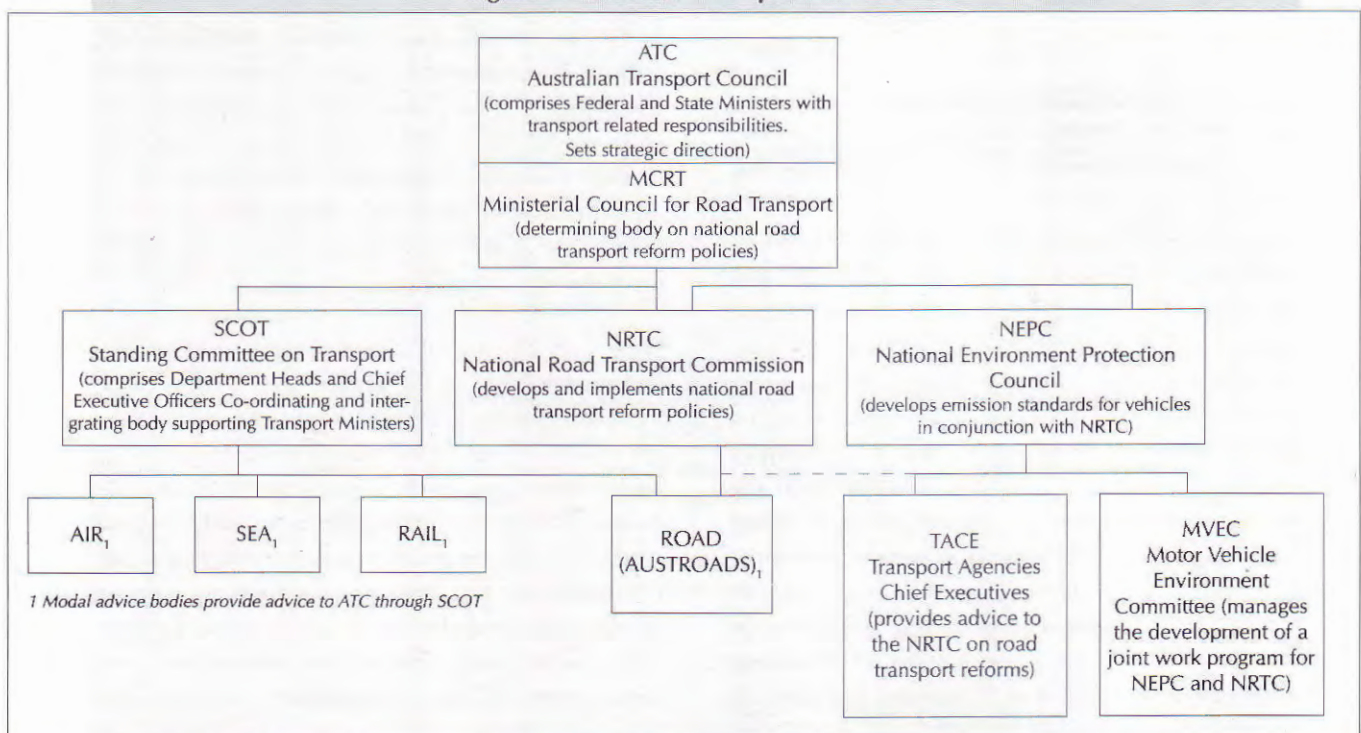 ATC
Australian Transport Council
(comprises Federal and State Ministers with
transport related responsibilities.
Sets strategic direction)
MCRT
Ministerial Council for Road Transport
(determining body on national road
transport reform policies)
SCOT
Standing Committee on Transport
(comprises Department Heads and Chief
Executive Officers Co-ordinating and inter-
grating body supporting Transport Ministers)
NRTC
National Road Transport Commission
(develops and implements national road
transport reform policies)
NEPC
National Environment Protection
Council
(develops emission standards for vehicles
in conjunction with NRTC)
AIR1
SEA1
RAIL1
ROAD
(AUSTROADS)1
TACE
Transport Agencies
Chief Executives
(provides advice to
the NRTC on road
transport reforms)
MVEC
Motor Vehicle
Environment
Committee (manages
the development of a
joint work program for
NEPC and NRTC)
1 Modal advice bodies provide advice to ATC through SCOT